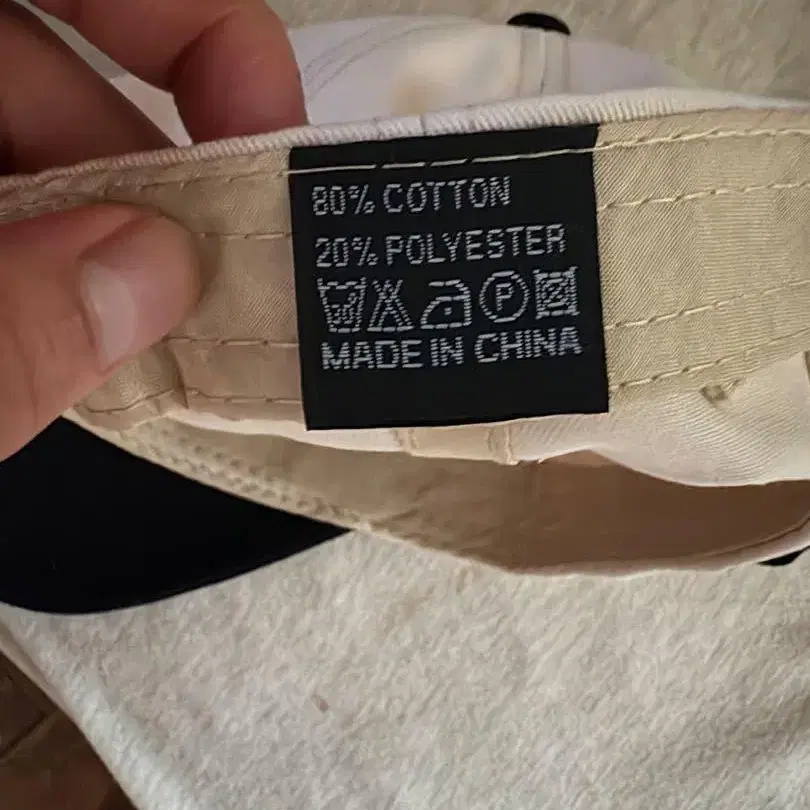 80% COTTON
20% POLYESTER
P
MADE IN CHINA